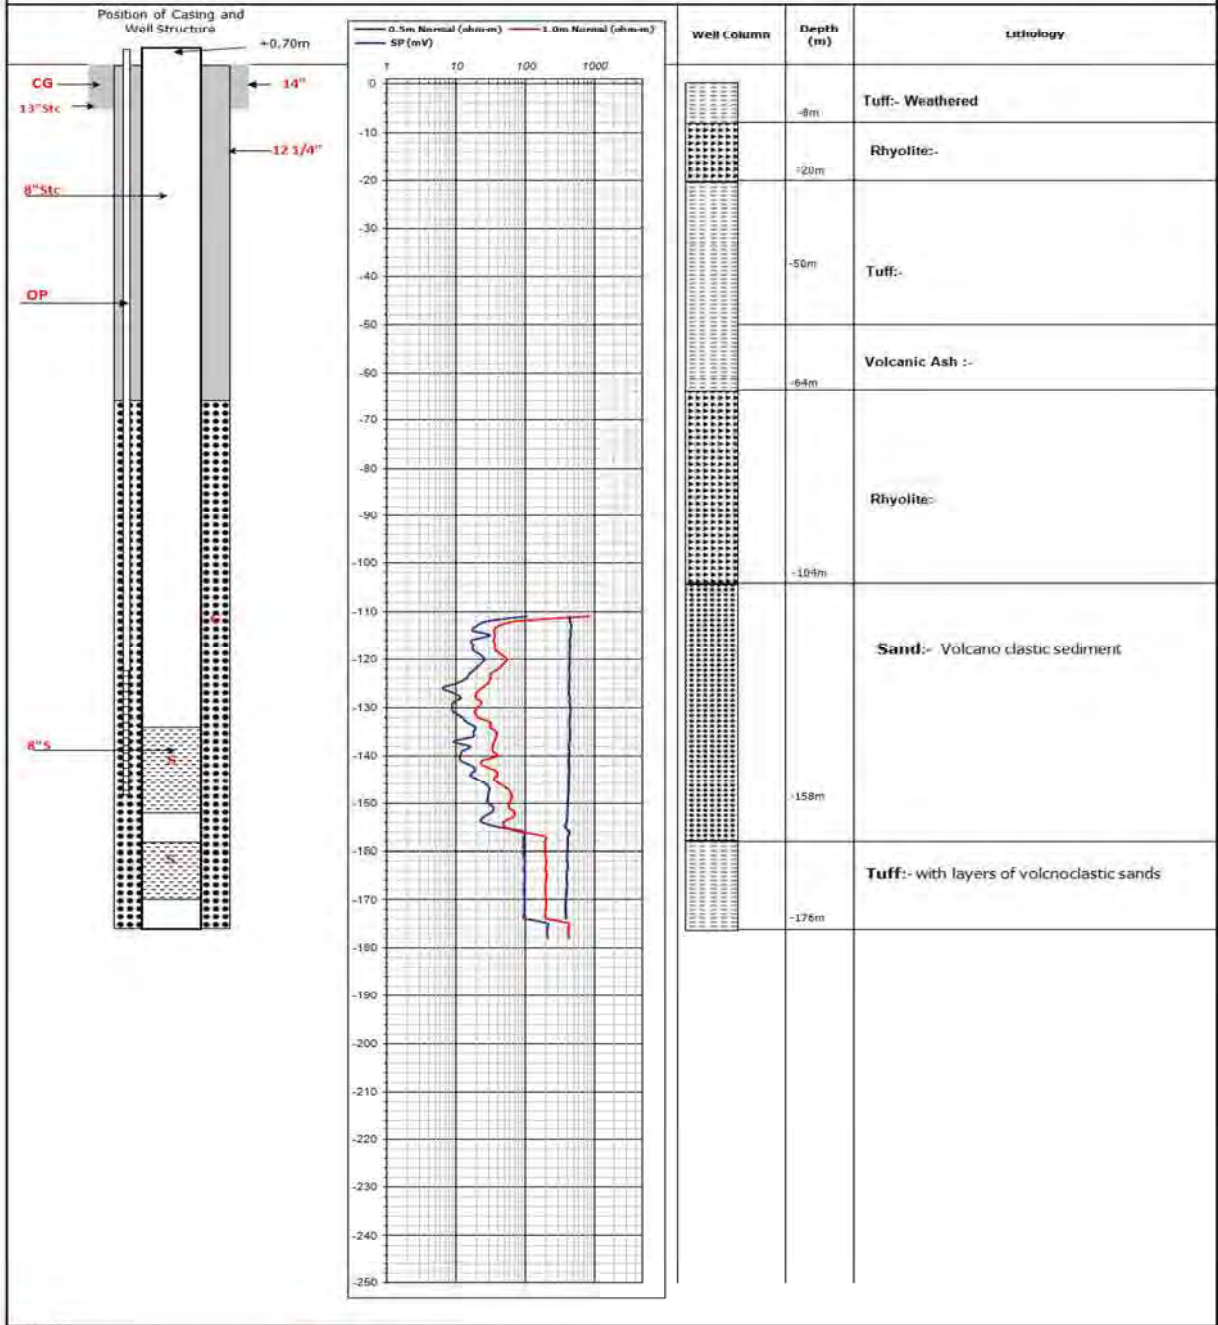 Position of Casing and
Well Structure
+0.70m
CG
14"
13"Stc
12 1/4"
8"Stc
OP
G
8"S
S
S
0.5m Normal (ohm-m)
1.0m Normal (ohm-m)
SP (mV)
1 10 100 1000
0
-10
-20
-30
-40
-50
-60
-70
-80
-90
-100
-110
-120
-130
-140
-150
-160
-170
-180
-190
-200
-210
-220
-230
-240
-250
Well Column
Depth
(m)
Lithology
-8m
Tuff:- Weathered
Rhyolite:-
-20m
-50m
Tuff:-
Volcanic Ash :-
-64m
Rhyolite:-
-104m
Sand:- Volcano clastic sediment
-158m
Tuff:- with layers of volcnoclastic sands
-176m